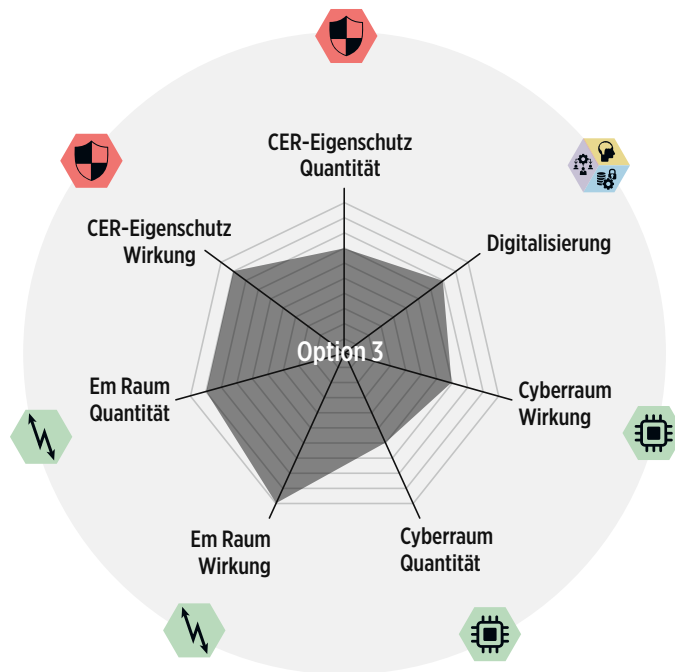 CER-Eigenschutz
Quantität
CER-Eigenschutz
Wirkung
Digitalisierung
Option 3
Em Raum
Quantität
Cyberraum
Wirkung
Em Raum
Wirkung
Cyberraum
Quantität